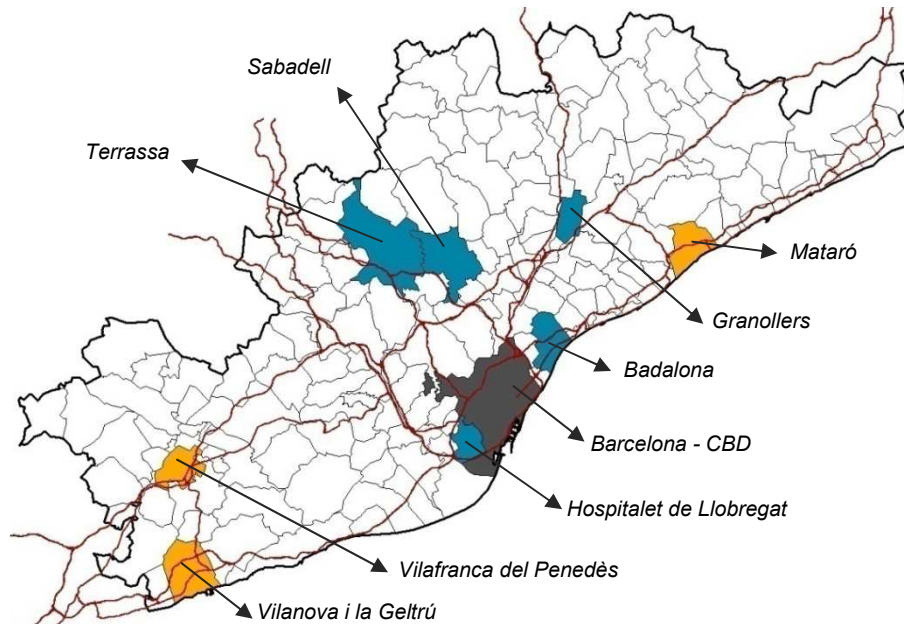 Sabadell
Terrassa
Mataró
Granollers
Badalona
Barcelona - CBD
Hospitalet de Llobregat
Vilafranca del Penedès
Vilanova i la Geltrú